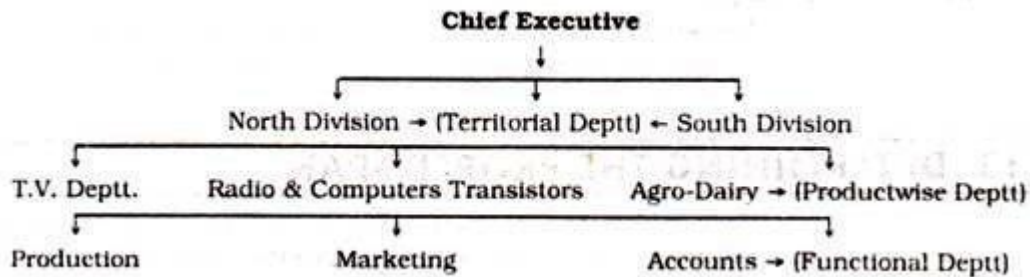 Chief Executive
North Division → (Territorial Deptt) ← South Division
T.V. Deptt. Radio & Computers Transistors Agro-Dairy → (Productwise Deptt)
Production Marketing Accounts → (Functional Deptt)